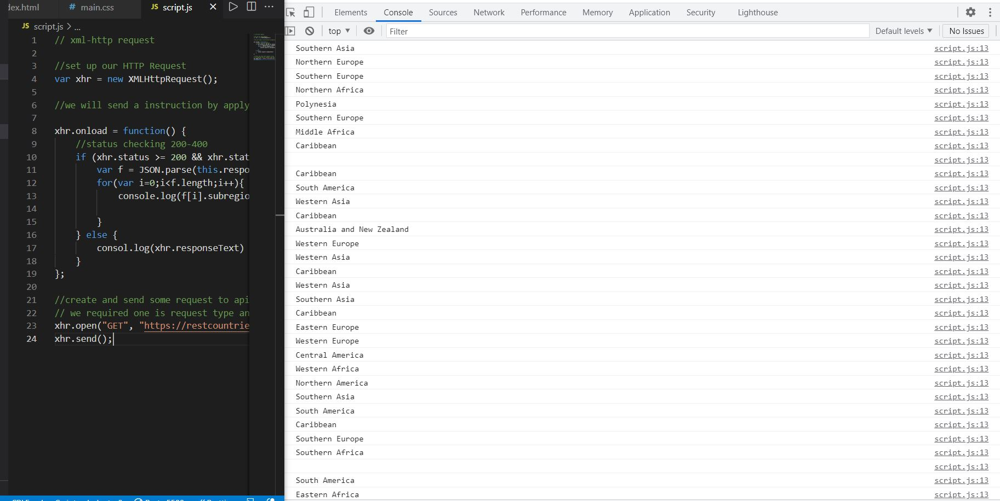 dex.html # main.css JS script.js
JS script.js > ...
1 // xml-http request
2
3 //set up our HTTP Request
4 var xhr = new XMLHttpRequest();
5
6 //we will send a instruction by apply
7
8 xhr.onload = function() {
9 //status checking 200-400
10 if (xhr.status >= 200 && xhr.stat
11 var f = JSON.parse(this.respo
12 for(var i=0;i<f.length;i++){
13 console.log(f[i].subregio
14
15 }
16 } else {
17 consol.log(xhr.responseText)
18 }
19 };
20
21 //create and send some request to api
22 // we required one is request type an
23 xhr.open("GET", "https://restcountrie
24 xhr.send();
Elements Console Sources Network Performance Memory Application Security Lighthouse
top Filter Default levels No Issues
Southern Asia script.js:13
Northern Europe script.js:13
Southern Europe script.js:13
Northern Africa script.js:13
Polynesia script.js:13
Southern Europe script.js:13
Middle Africa script.js:13
Caribbean script.js:13
script.js:13
Caribbean script.js:13
South America script.js:13
Western Asia script.js:13
Caribbean script.js:13
Australia and New Zealand script.js:13
Western Europe script.js:13
Western Asia script.js:13
Caribbean script.js:13
Western Asia script.js:13
Southern Asia script.js:13
Caribbean script.js:13
Eastern Europe script.js:13
Western Europe script.js:13
Central America script.js:13
Western Africa script.js:13
Northern America script.js:13
Southern Asia script.js:13
South America script.js:13
Caribbean script.js:13
Southern Europe script.js:13
Southern Africa script.js:13
script.js:13
South America script.js:13
Eastern Africa script.js:13